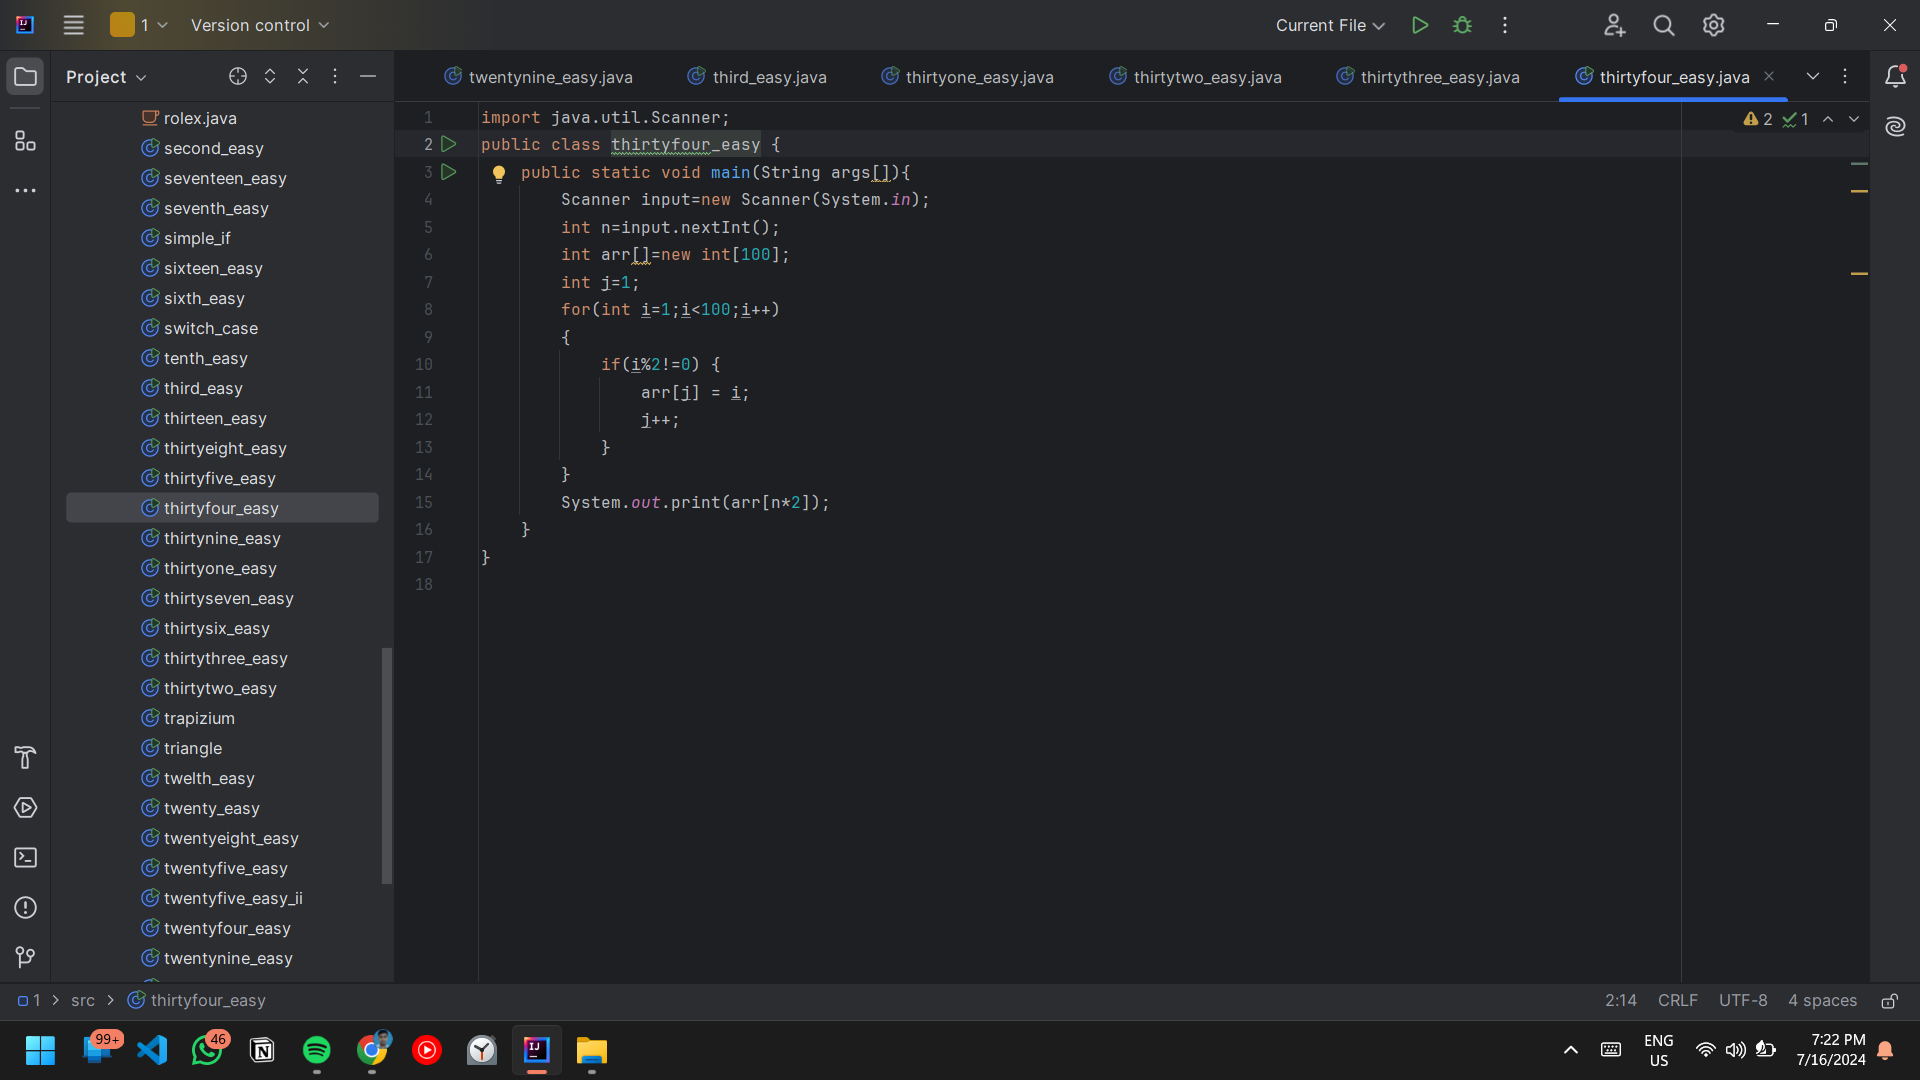 1 Version control Current File
Project twentynine_easy.java third_easy.java thirtyone_easy.java thirtytwo_easy.java thirtythree_easy.java thirtyfour_easy.java
rolex.java
second_easy
seventeen_easy
seventh_easy
simple_if
sixteen_easy
sixth_easy
switch_case
tenth_easy
third_easy
thirteen_easy
thirtyeight_easy
thirtyfive_easy
thirtyfour_easy
thirtynine_easy
thirtyone_easy
thirtyseven_easy
thirtysix_easy
thirtythree_easy
thirtytwo_easy
trapizium
triangle
twelth_easy
twenty_easy
twentyeight_easy
twentyfive_easy
twentyfive_easy_ii
twentyfour_easy
twentynine_easy
2 1
1 import java.util.Scanner;
2 public class thirtyfour_easy {
3 public static void main(String args[]){
4 Scanner input=new Scanner(System.in);
5 int n=input.nextInt();
6 int arr[]=new int[100];
7 int j=1;
8 for(int i=1;i<100;i++)
9 {
10 if(i%2!=0) {
11 arr[j] = i;
12 j++;
13 }
14 }
15 System.out.print(arr[n*2]);
16 }
17 }
18
1 > src > thirtyfour_easy 2:14 CRLF UTF-8 4 spaces
99+ 46 ENG US 7:22 PM
7/16/2024